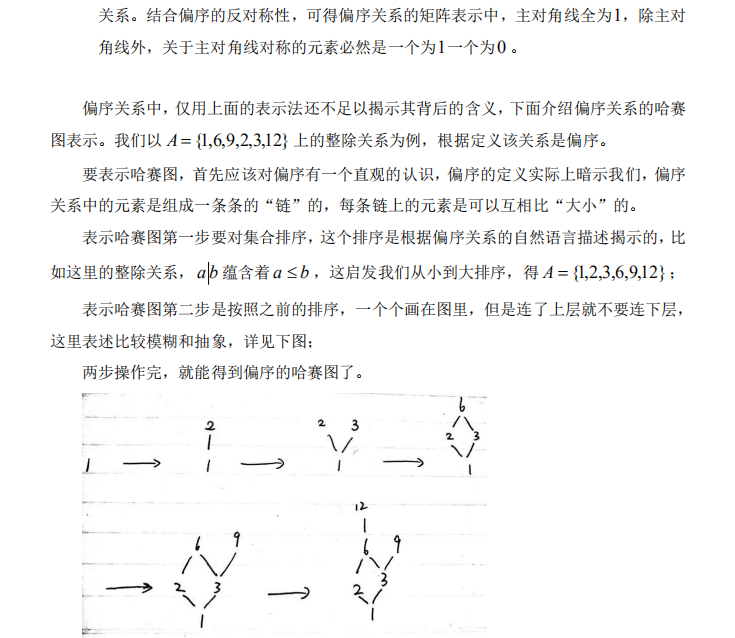 关系。结合偏序的反对称性，可得偏序关系的矩阵表示中，主对角线全为1，除主对
角线外，关于主对角线对称的元素必然是一个为1一个为0 。
偏序关系中，仅用上面的表示法还不足以揭示其背后的含义，下面介绍偏序关系的哈赛
图表示。我们以 A = {1,6,9,2,3,12} 上的整除关系为例，根据定义该关系是偏序。
要表示哈赛图，首先应该对偏序有一个直观的认识，偏序的定义实际上暗示我们，偏序
关系中的元素是组成一条条的“链”的，每条链上的元素是可以互相比“大小”的。
表示哈赛图第一步要对集合排序，这个排序是根据偏序关系的自然语言描述揭示的，比
如这里的整除关系， a|b 蕴含着 a ≤ b ，这启发我们从小到大排序，得 A = {1,2,3,6,9,12} ；
表示哈赛图第二步是按照之前的排序，一个个画在图里，但是连了上层就不要连下层，
这里表述比较模糊和抽象，详见下图；
两步操作完，就能得到偏序的哈赛图了。
6
2 2 3 2 3
1 → 1 → 1 → 1
12
6 9 6 9
→ 2 3 → 2 3
1 1